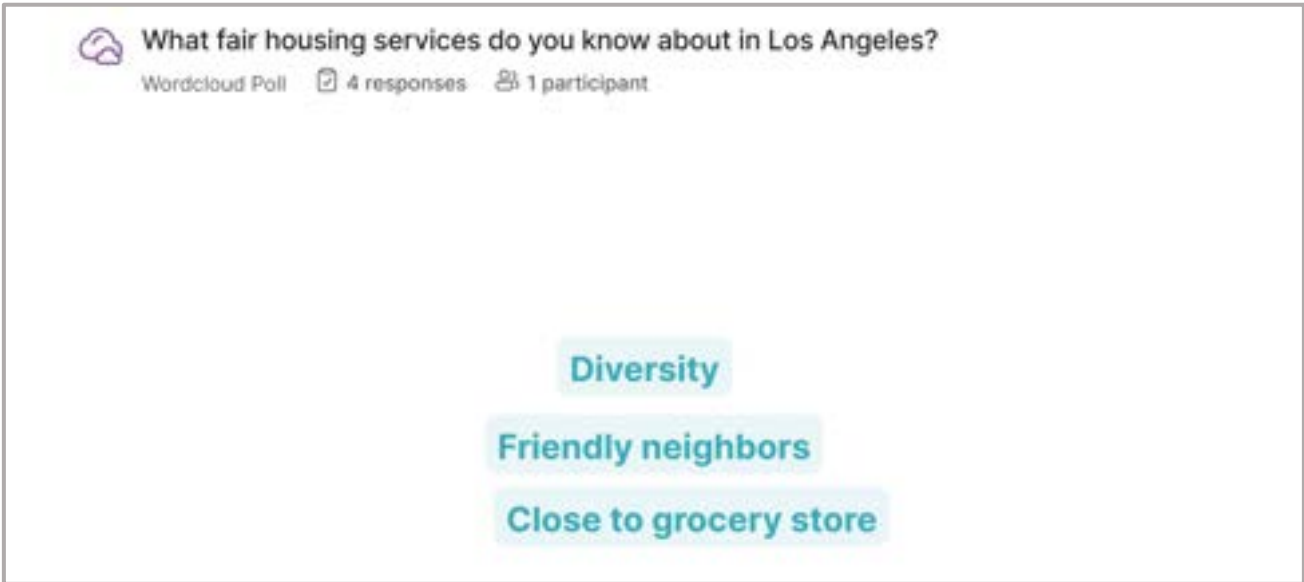 What fair housing services do you know about in Los Angeles?
Wordcloud Poll 4 responses 1 participant
Diversity
Friendly neighbors
Close to grocery store